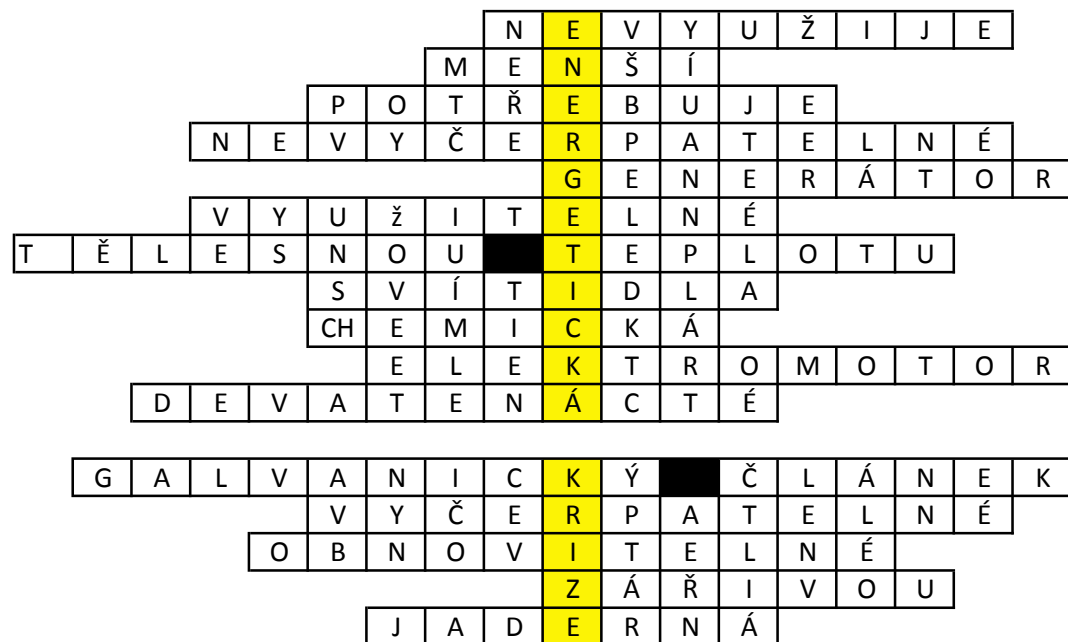 NEVYUŽIJE
MENŠÍ
POTŘEBUJE
NEVYČERPATELNÉ
GENERÁTOR
VYUžITELNÉ
TĚLESNOU TEPLOTU
SVÍTIDLA
CHEMICKÁ
ELEKTROMOTOR
DEVATENÁCTÉ
GALVANICKÝ ČLÁNEK
VYČERPATELNÉ
OBNOVITELNÉ
ZÁŘIVOU
JADERNÁ